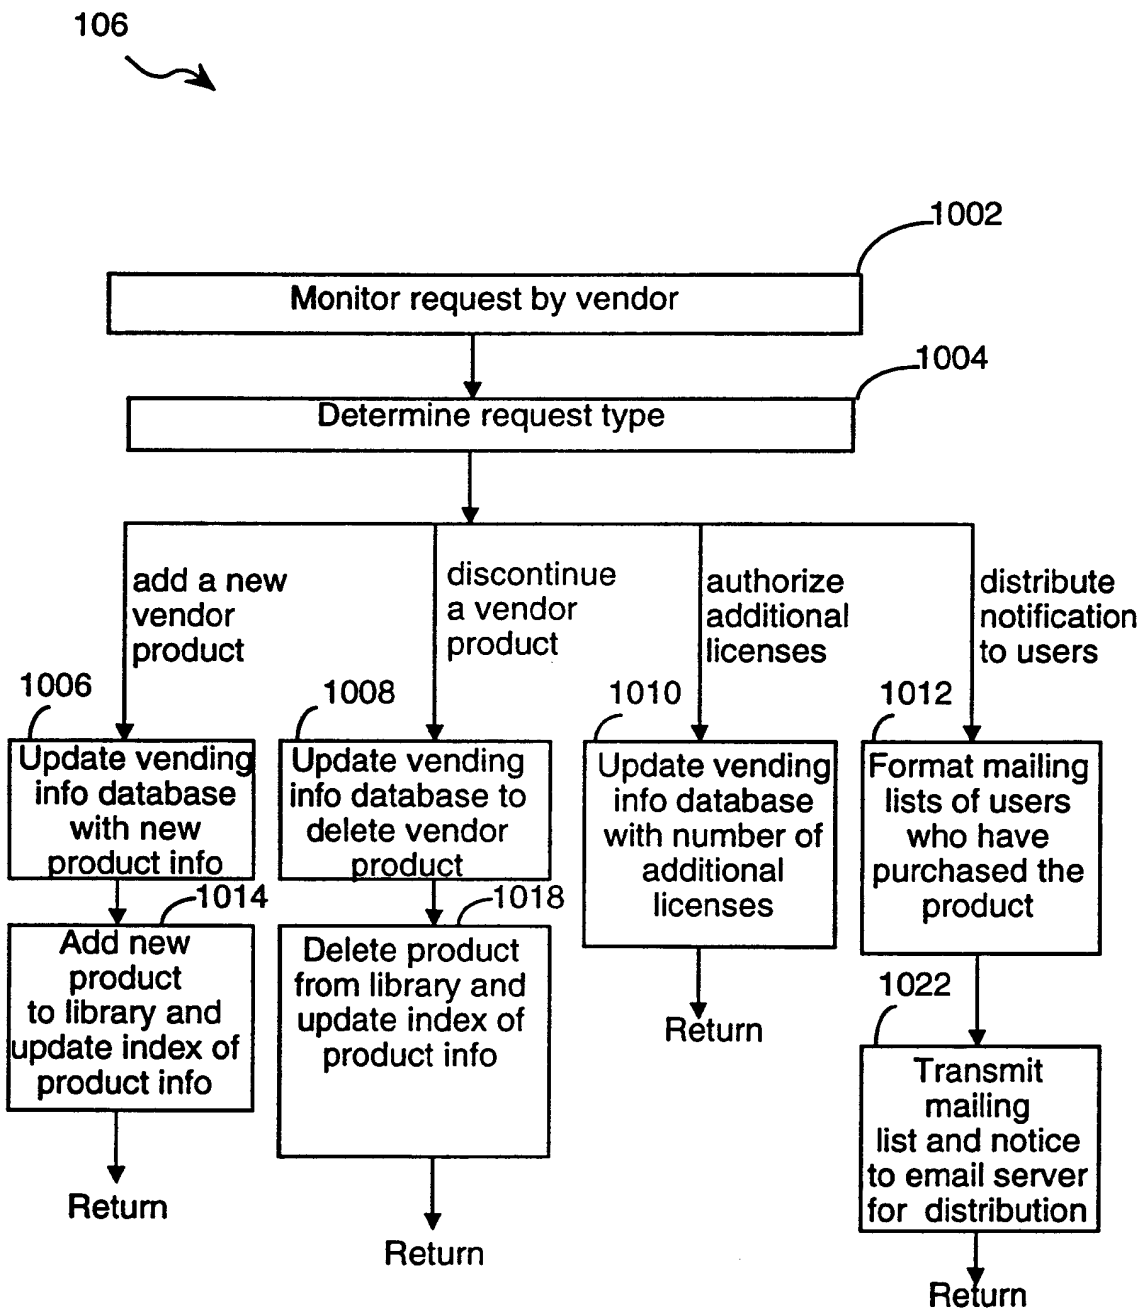 106
1002
Monitor request by vendor
1004
Determine request type
add a new
vendor
product
discontinue
a vendor
product
authorize
additional
licenses
distribute
notification
to users
1006
Update vending
info database
with new
product info
1008
Update vending
info database to
delete vendor
product
1010
Update vending
info database
with number of
additional
licenses
1012
Format mailing
lists of users
who have
purchased the
product
1014
Add new
product
to library and
update index of
product info
1018
Delete product
from library and
update index of
product info
Return
1022
Transmit
mailing
list and notice
to email server
for distribution
Return
Return
Return